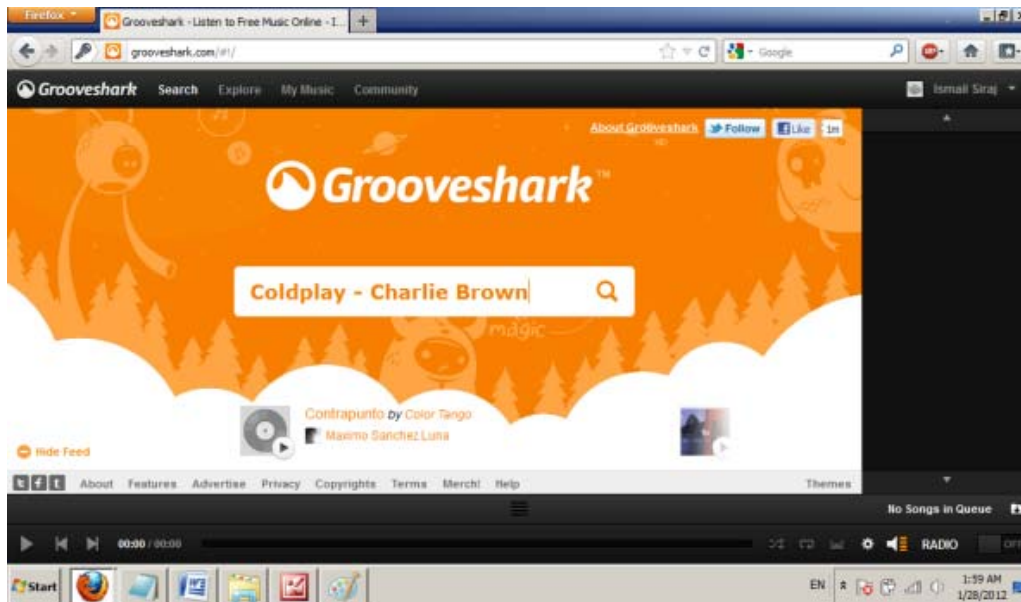 Firefox
Grooveshark - Listen to Free Music Online - I...
grooveshark.com/#!/
Google
Grooveshark Search Explore My Music Community
Ismail Siraj
About Grooveshark Follow Like 1m
Grooveshark™
Coldplay - Charlie Brown
magic
Contrapunto by Color Tango
Maximo Sanchez Luna
Hide Feed
About Features Advertise Privacy Copyrights Terms Merch! Help Themes
No Songs in Queue
00:00 / 00:00 RADIO OFF
Start EN 1:59 AM
1/28/2012